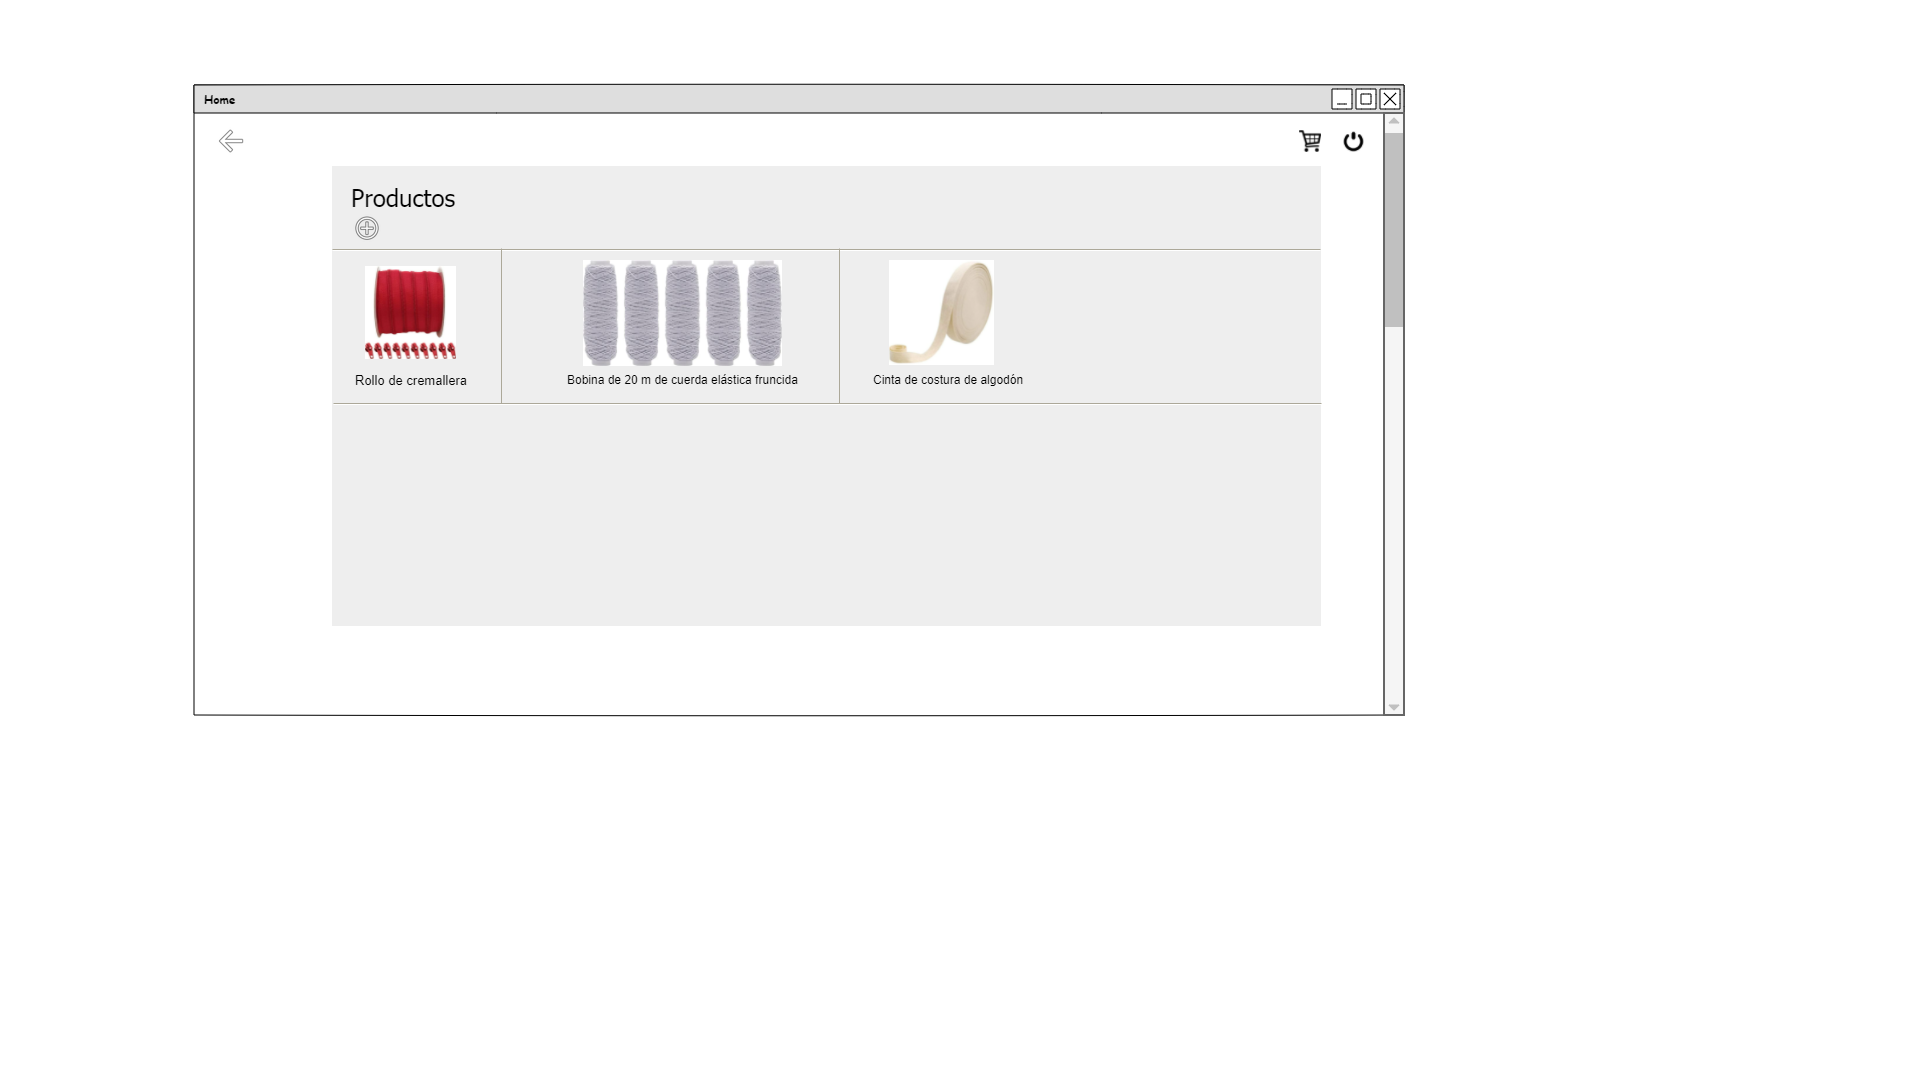 Home
Productos
Rollo de cremallera
Bobina de 20 m de cuerda elástica fruncida
Cinta de costura de algodón